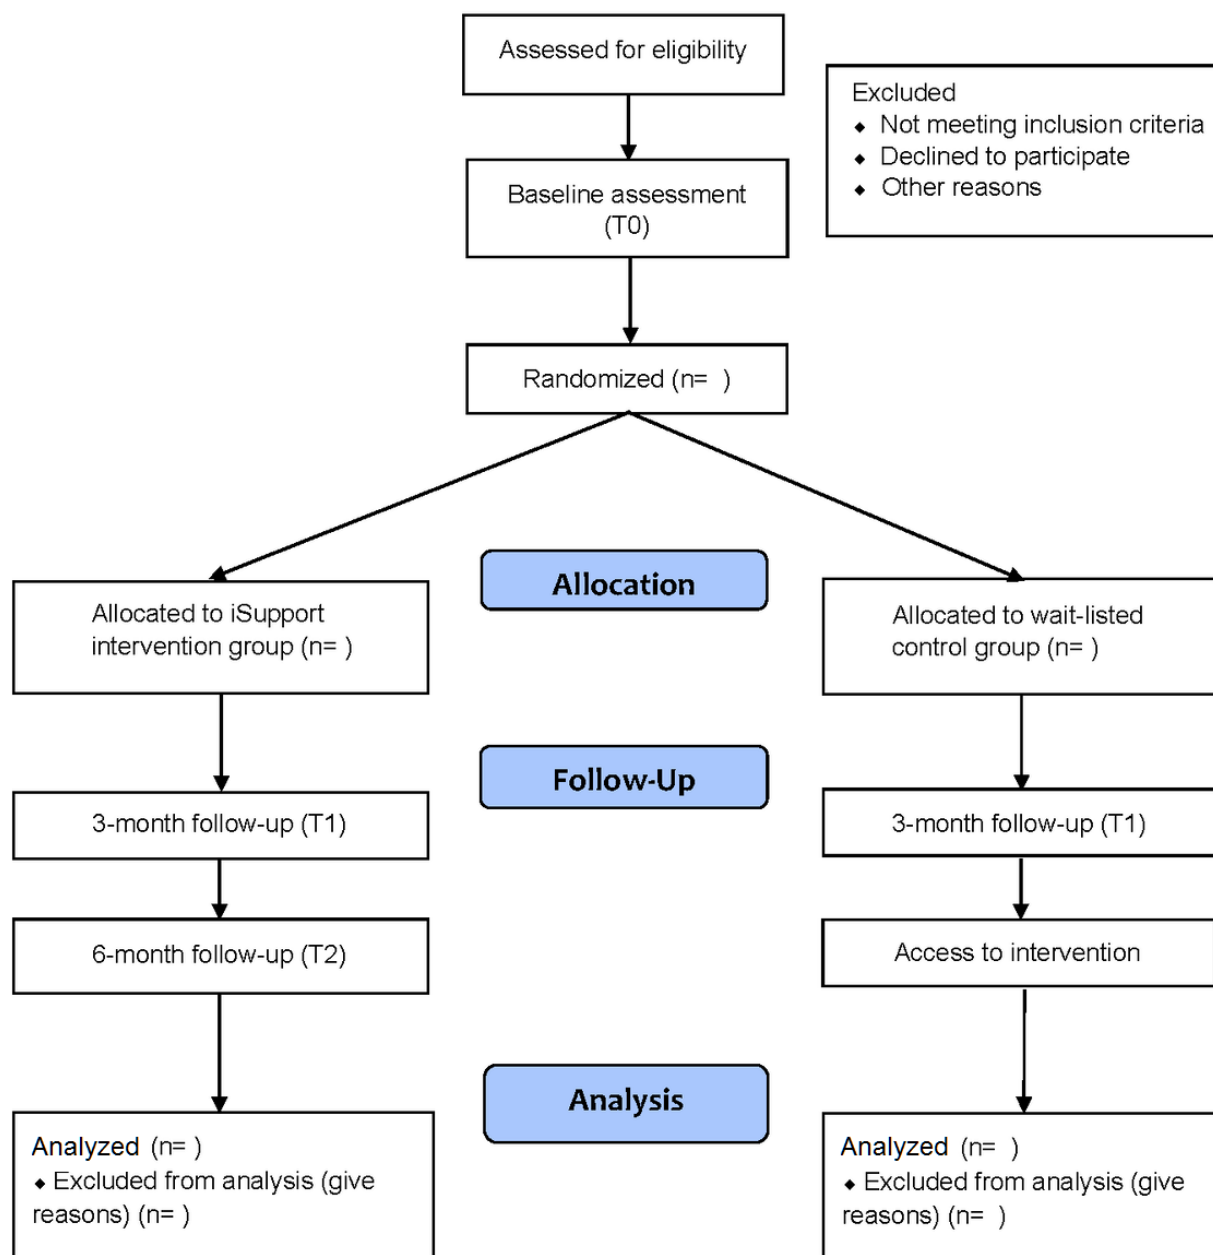 Assessed for eligibility
Excluded
⬥ Not meeting inclusion criteria
⬥ Declined to participate
⬥ Other reasons
Baseline assessment
(T0)
Randomized (n=  )
Allocation
Allocated to iSupport
intervention group (n= )
Allocated to wait-listed
control group (n= )
Follow-Up
3-month follow-up (T1)
3-month follow-up (T1)
6-month follow-up (T2)
Access to intervention
Analysis
Analyzed (n= )
⬥ Excluded from analysis (give
reasons) (n= )
Analyzed (n=  )
⬥ Excluded from analysis (give
reasons) (n=  )